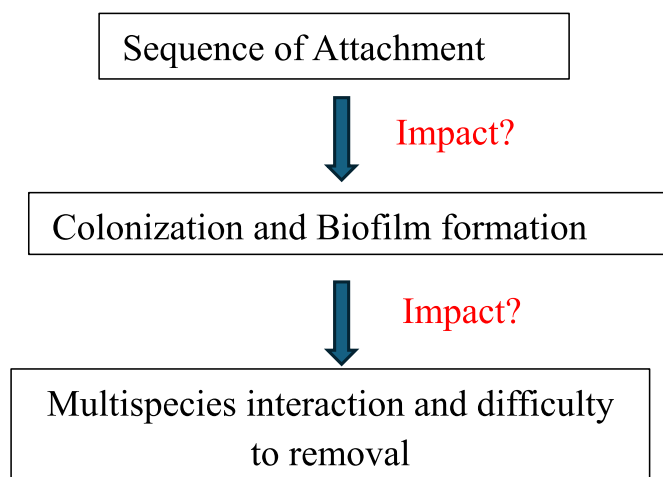 Sequence of Attachment
Impact?
Colonization and Biofilm formation
Impact?
Multispecies interaction and difficulty
to removal